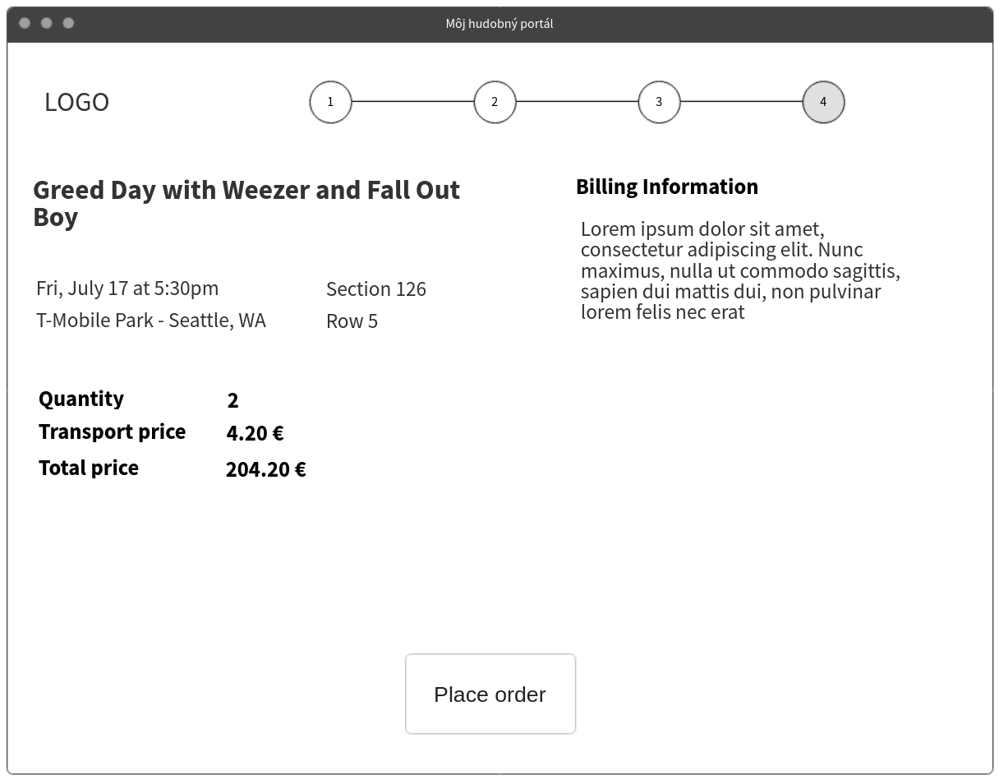 Môj hudobný portál
LOGO
1
2
3
4
Greed Day with Weezer and Fall Out
Boy
Fri, July 17 at 5:30pm
Section 126
T-Mobile Park - Seattle, WA
Row 5
Quantity
2
Transport price
4.20 €
Total price
204.20 €
Billing Information
Lorem ipsum dolor sit amet,
consectetur adipiscing elit. Nunc
maximus, nulla ut commodo sagittis,
sapien dui mattis dui, non pulvinar
lorem felis nec erat
Place order